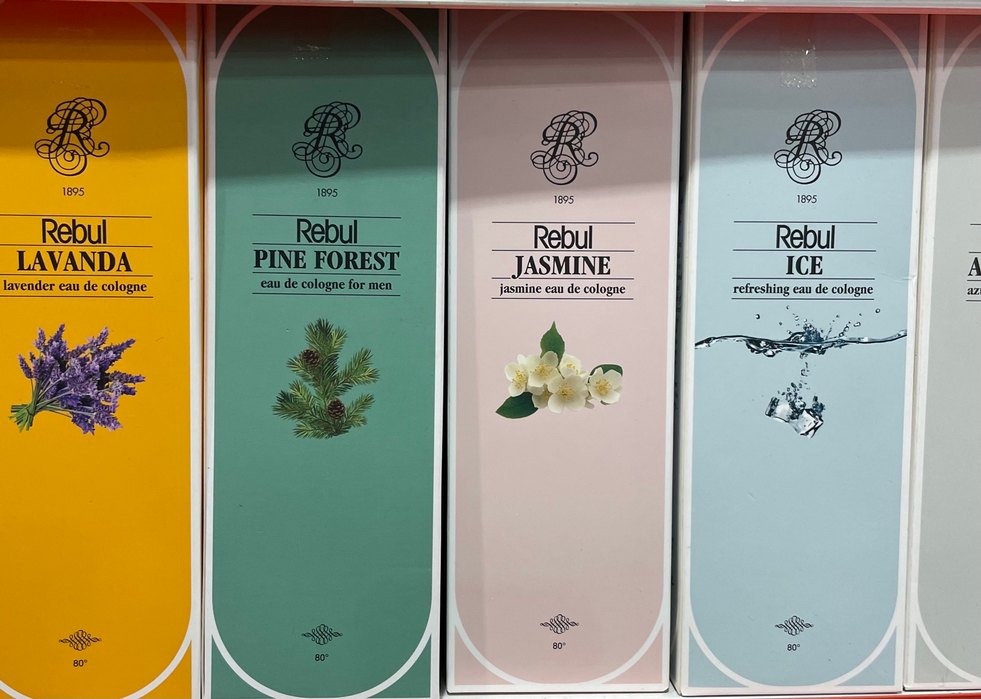 R
1895
Rebul
LAVANDA
lavender eau de cologne
80°
R
1895
Rebul
PINE FOREST
eau de cologne for men
80°
R
1895
Rebul
JASMINE
jasmine eau de cologne
80°
R
1895
Rebul
ICE
refreshing eau de cologne
80°